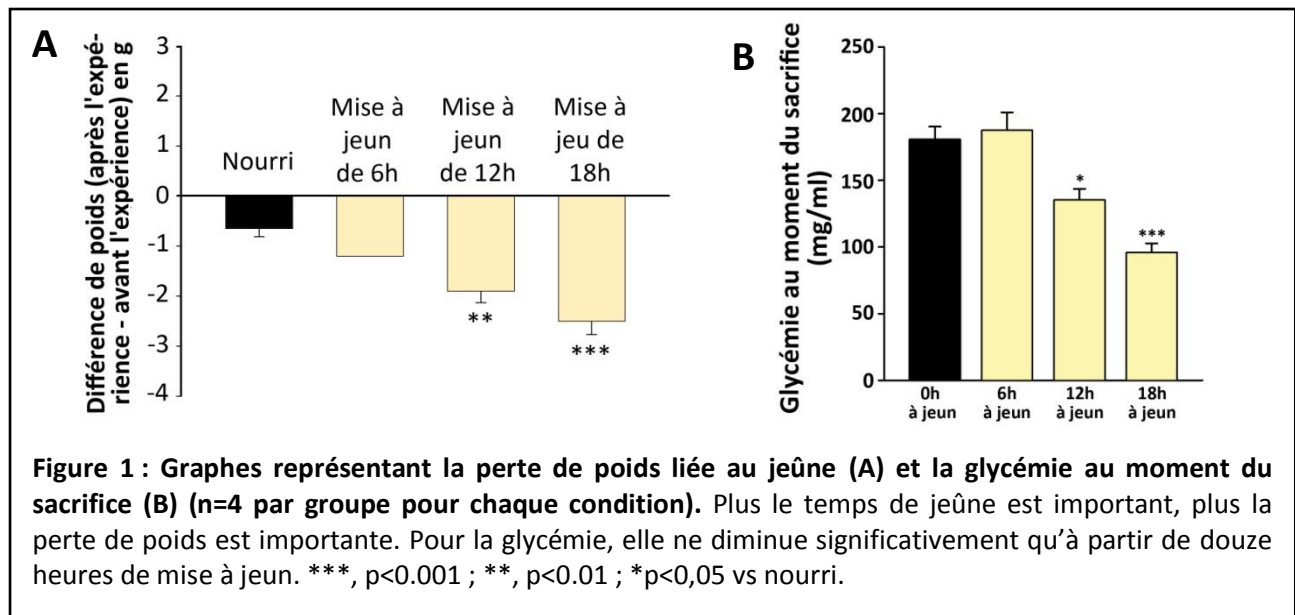 A
Différence de poids (après l'expé-
rience - avant l'expérience) en g
3
2
1
0
-1
-2
-3
-4
Nourri
Mise à
jeun
de 6h
Mise à
jeun
de 12h
Mise à
jeu de
18h
**
***
B
Glycémie au moment du sacrifice
(mg/ml)
250
200
150
100
50
0
*
***
0h
à jeun
6h
à jeun
12h
à jeun
18h
à jeun
Figure 1 : Graphes représentant la perte de poids liée au jeûne (A) et la glycémie au moment du
sacrifice (B) (n=4 par groupe pour chaque condition). Plus le temps de jeûne est important, plus la
perte de poids est importante. Pour la glycémie, elle ne diminue significativement qu'à partir de douze
heures de mise à jeun. ***, p<0.001 ; **, p<0.01 ; *p<0,05 vs nourri.